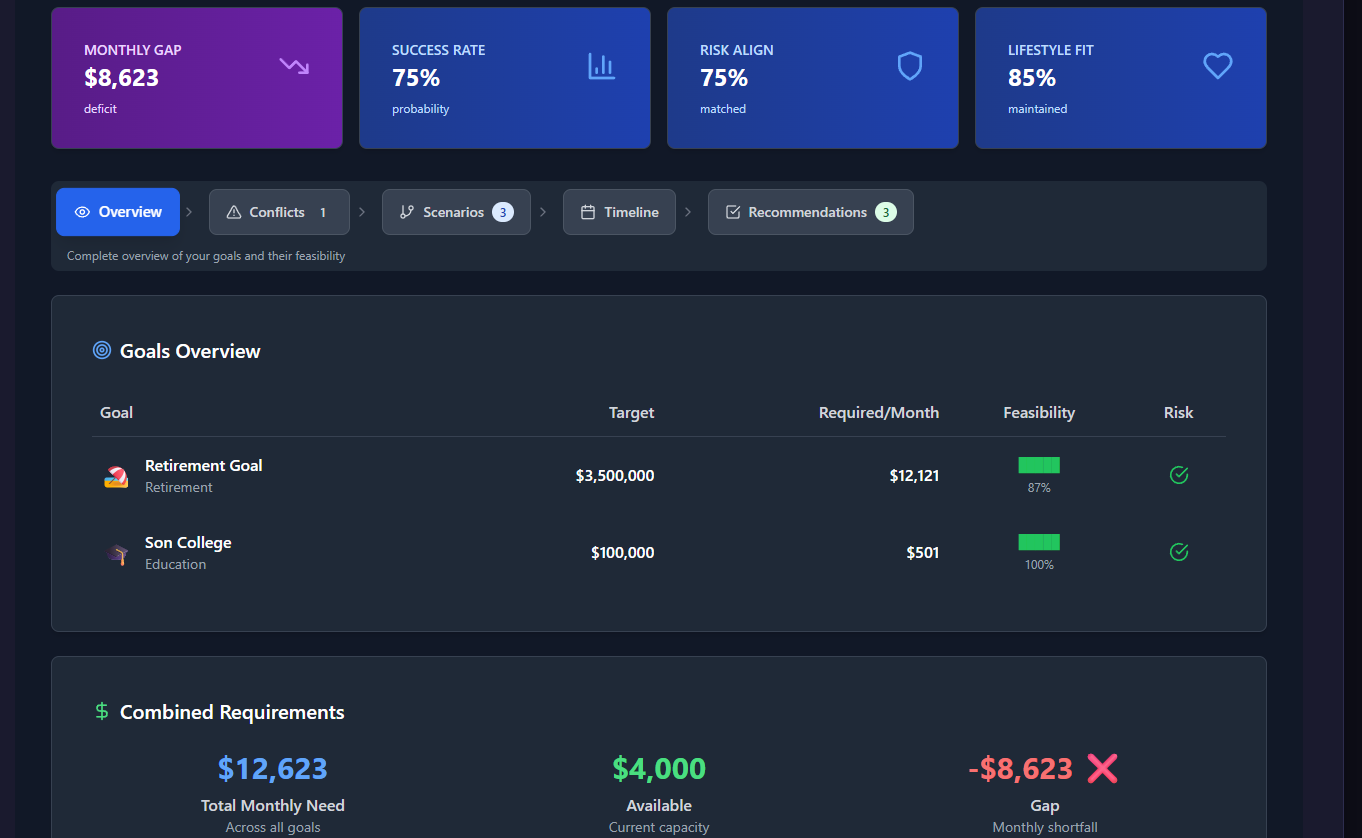 MONTHLY GAP
$8,623
deficit
SUCCESS RATE
75%
probability
RISK ALIGN
75%
matched
LIFESTYLE FIT
85%
maintained
Overview
Conflicts 1
Scenarios 3
Timeline
Recommendations 3
Complete overview of your goals and their feasibility
Goals Overview
Goal Target Required/Month Feasibility Risk
Retirement Goal
Retirement
$3,500,000
$12,121
87%
Son College
Education
$100,000
$501
100%
Combined Requirements
$12,623
Total Monthly Need
Across all goals
$4,000
Available
Current capacity
-$8,623
Gap
Monthly shortfall